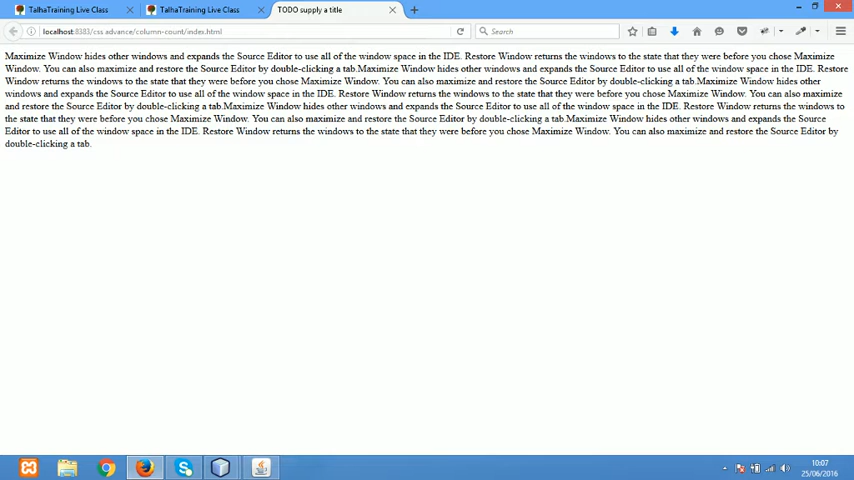 TalhaTraining Live Class
TalhaTraining Live Class
TODO supply a title
localhost:8383/css advance/column-count/index.html
Search
Maximize Window hides other windows and expands the Source Editor to use all of the window space in the IDE. Restore Window returns the windows to the state that they were before you chose Maximize
Window. You can also maximize and restore the Source Editor by double-clicking a tab.Maximize Window hides other windows and expands the Source Editor to use all of the window space in the IDE. Restore
Window returns the windows to the state that they were before you chose Maximize Window. You can also maximize and restore the Source Editor by double-clicking a tab.Maximize Window hides other
windows and expands the Source Editor to use all of the window space in the IDE. Restore Window returns the windows to the state that they were before you chose Maximize Window. You can also maximize
and restore the Source Editor by double-clicking a tab.Maximize Window hides other windows and expands the Source Editor to use all of the window space in the IDE. Restore Window returns the windows to
the state that they were before you chose Maximize Window. You can also maximize and restore the Source Editor by double-clicking a tab.Maximize Window hides other windows and expands the Source
Editor to use all of the window space in the IDE. Restore Window returns the windows to the state that they were before you chose Maximize Window. You can also maximize and restore the Source Editor by
double-clicking a tab.
10:07
25/06/2016